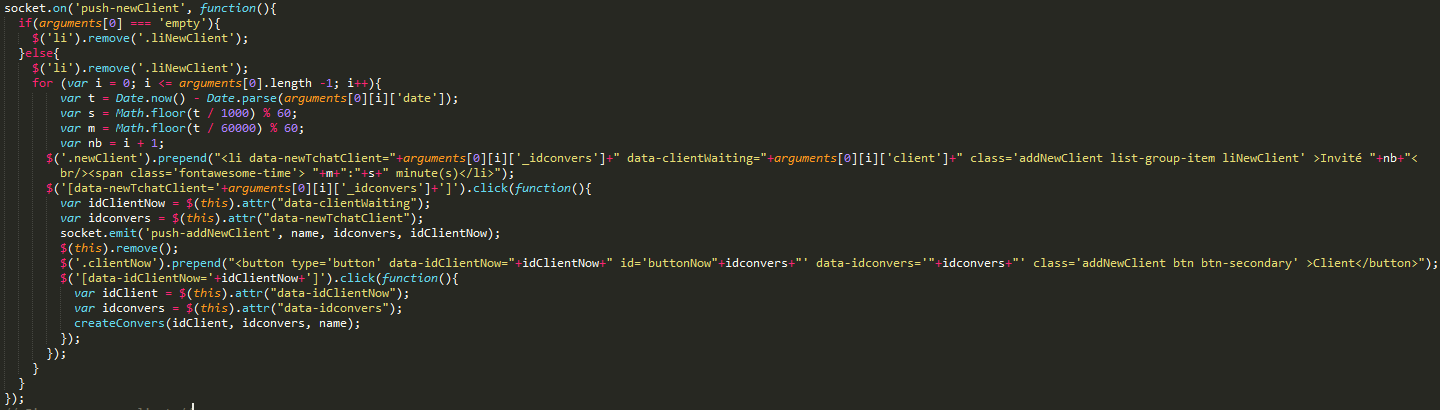 socket.on('push-newClient', function(){
if(arguments[0] === 'empty'){
$('li').remove('.liNewClient');
}else{
$('li').remove('.liNewClient');
for (var i = 0; i <= arguments[0].length -1; i++){
var t = Date.now() - Date.parse(arguments[0][i]['date']);
var s = Math.floor(t / 1000) % 60;
var m = Math.floor(t / 60000) % 60;
var nb = i + 1;
$('.newClient').prepend("<li data-newTchatClient="+arguments[0][i]['_idconvers']+" data-clientWaiting="+arguments[0][i]['client']+" class='addNewClient list-group-item liNewClient' >Invité "+nb+"<
br/><span class='fontawesome-time'> "+m+":"+s+" minute(s)</li>");
$('[data-newTchatClient='+arguments[0][i]['_idconvers']+']').click(function(){
var idClientNow = $(this).attr("data-clientWaiting");
var idconvers = $(this).attr("data-newTchatClient");
socket.emit('push-addNewClient', name, idconvers, idClientNow);
$(this).remove();
$('.clientNow').prepend("<button type='button' data-idClientNow="+idClientNow+" id='buttonNow"+idconvers+"' data-idconvers='"+idconvers+"' class='addNewClient btn btn-secondary' >Client</button>");
$('[data-idClientNow='+idClientNow+']').click(function(){
var idClient = $(this).attr("data-idClientNow");
var idconvers = $(this).attr("data-idconvers");
createConvers(idClient, idconvers, name);
});
});
}
}
});